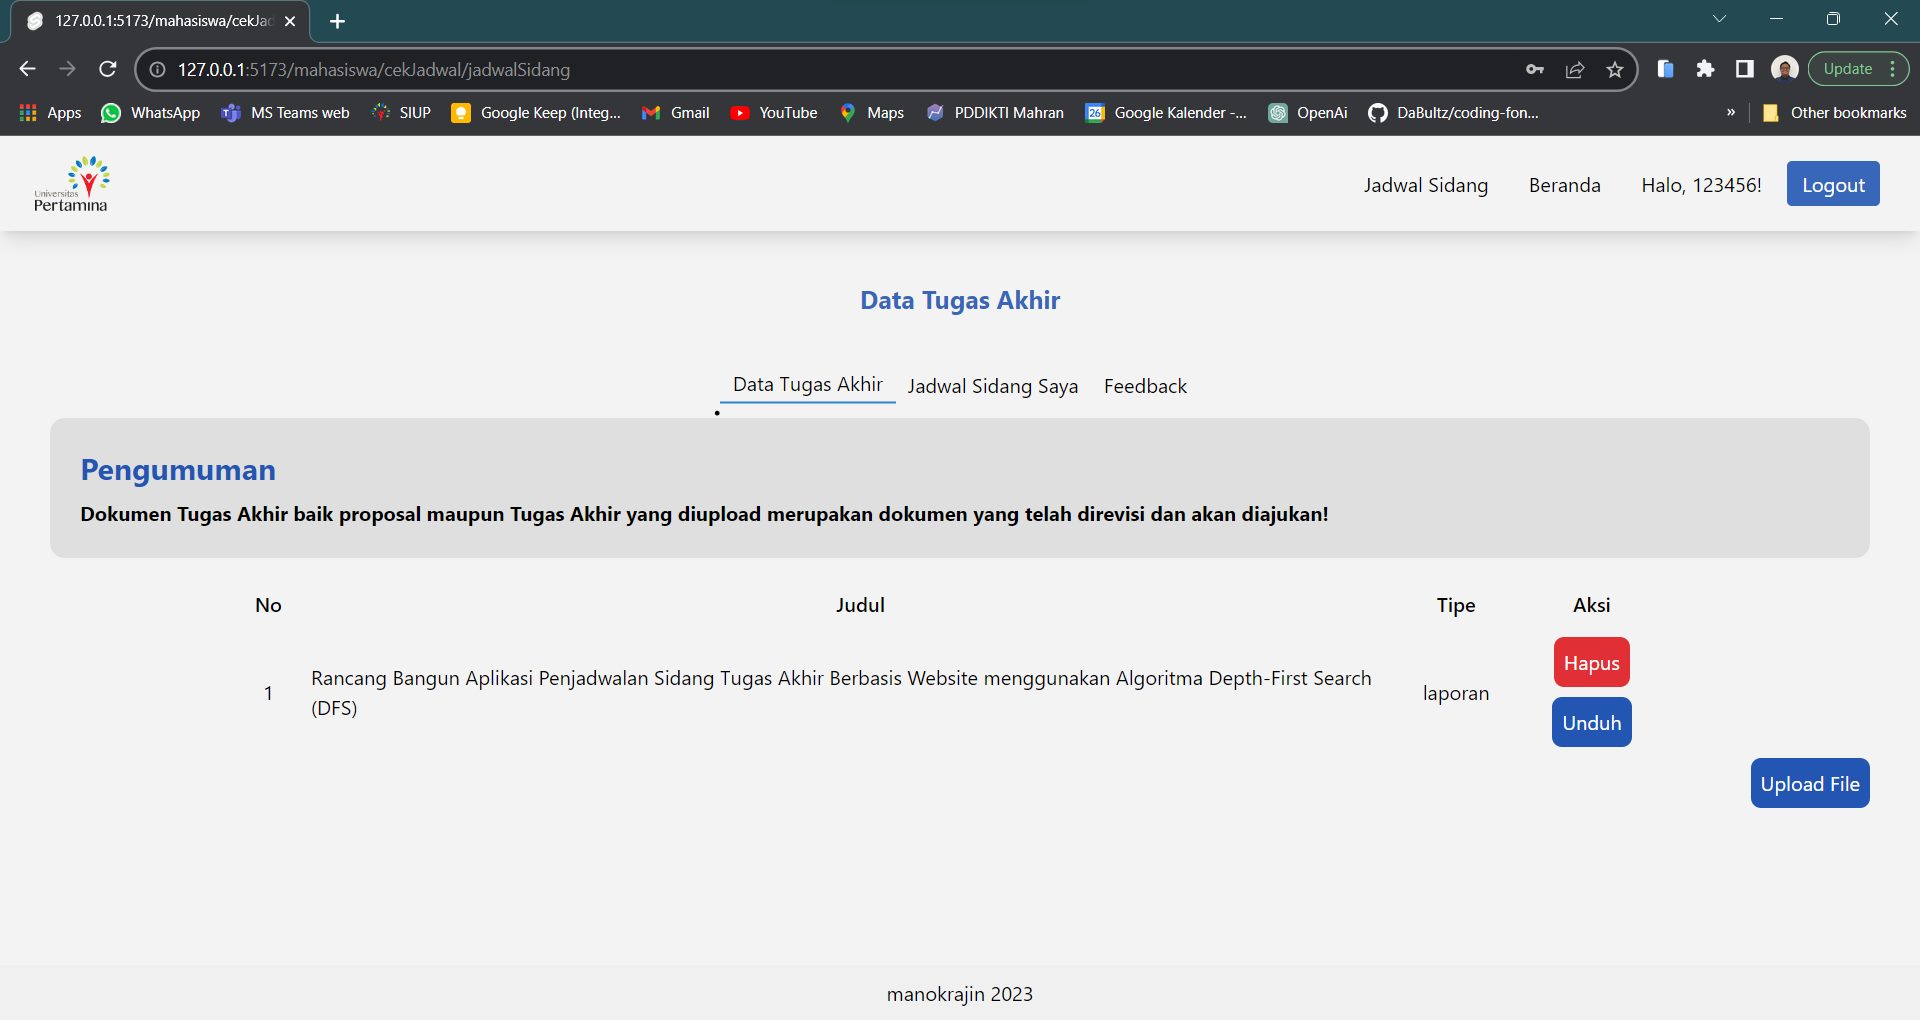 127.0.0.1:5173/mahasiswa/cekJad
127.0.0.1:5173/mahasiswa/cekJadwal/jadwalSidang
Update
Apps WhatsApp MS Teams web SIUP Google Keep (Integ... Gmail YouTube Maps PDDIKTI Mahran 26 Google Kalender -... OpenAi DaBultz/coding-fon... » Other bookmarks
Universitas
Pertamina
Jadwal Sidang Beranda Halo, 123456! Logout
Data Tugas Akhir
Data Tugas Akhir Jadwal Sidang Saya Feedback
Pengumuman
Dokumen Tugas Akhir baik proposal maupun Tugas Akhir yang diupload merupakan dokumen yang telah direvisi dan akan diajukan!
No Judul Tipe Aksi
1 Rancang Bangun Aplikasi Penjadwalan Sidang Tugas Akhir Berbasis Website menggunakan Algoritma Depth-First Search
(DFS)
laporan
Hapus
Unduh
Upload File
manokrajin 2023